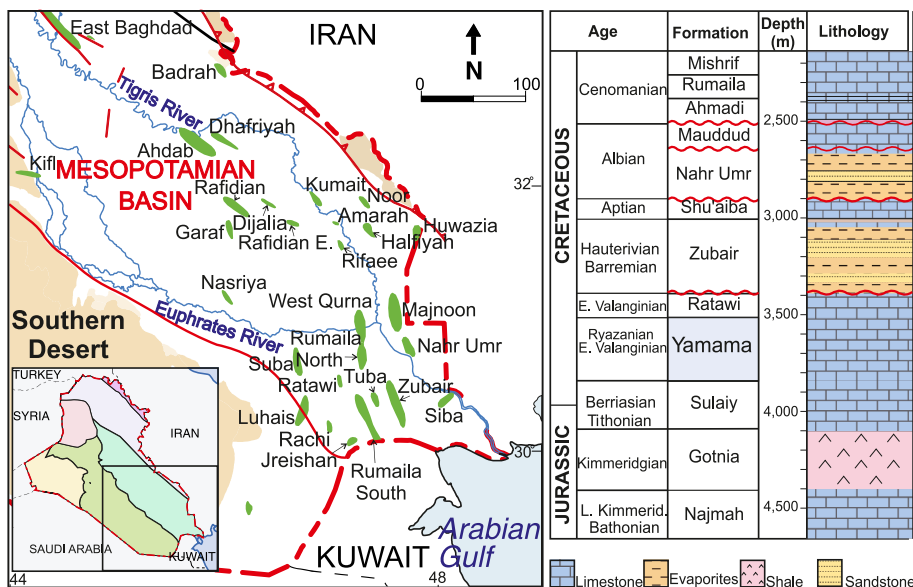 East Baghdad
IRAN
Badrah
N
0
100
Tigris River
Dhafriyah
Ahdab
Kifl
MESOPOTAMIAN
BASIN
32
Rafidian
Kumait
Noor
Dijalia
Amarah
Huwazia
Garaf
Rafidian E.
Halfiyah
Rifaee
Nasriya
West Qurna
Majnoon
Euphrates River
Southern
Desert
Rumaila
North
Nahr Umr
Suba
Tuba
Ratawi
Zubair
Siba
Luhais
Rachi
Jreishan
30
Rumaila
South
Arabian
Gulf
KUWAIT
44
48
TURKEY
SYRIA
IRAN
SAUDI ARABIA
KUWAIT
Age
Formation
Depth
(m)
Lithology
CRETACEOUS
JURASSIC
Cenomanian
Mishrif
Rumaila
Ahmadi
2,500
Albian
Mauddud
Nahr Umr
Aptian
Shu'aiba
3,000
Hauterivian
Barremian
Zubair
E. Valanginian
Ratawi
3,500
Ryazanian
E. Valanginian
Yamama
Berriasian
Tithonian
Sulaiy
4,000
Kimmeridgian
Gotnia
L. Kimmerid.
Bathonian
Najmah
4,500
Limestone
Evaporites
Shale
Sandston